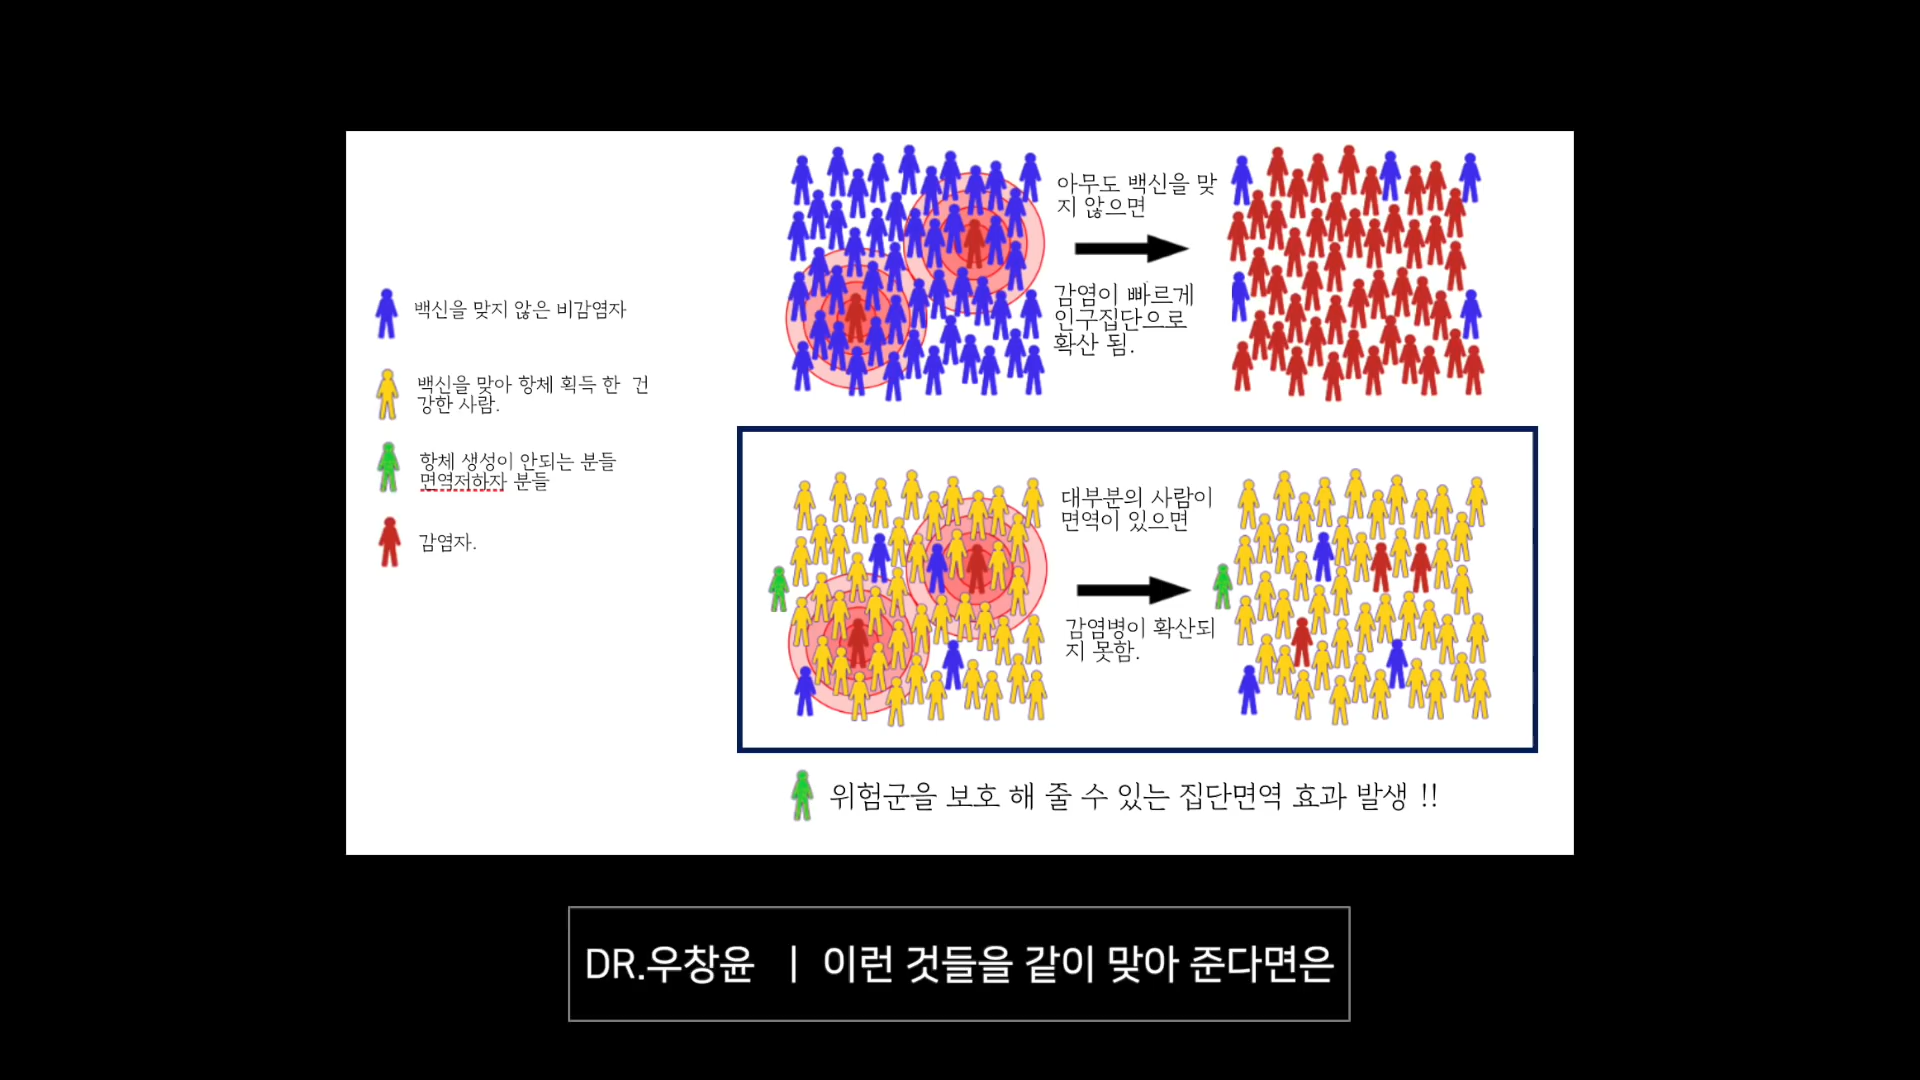 백신을 맞지 않은 비감염자
백신을 맞아 항체 획득 한 건
강한 사람.
항체 생성이 안되는 분들
면역저하자 분들
감염자.
아무도 백신을 맞
지 않으면
감염이 빠르게
인구집단으로
확산 됨.
대부분의 사람이
면역이 있으면
감염병이 확산되
지 못함.
위험군을 보호 해 줄 수 있는 집단면역 효과 발생 !!
DR.우창윤 ㅣ 이런 것들을 같이 맞아 준다면은